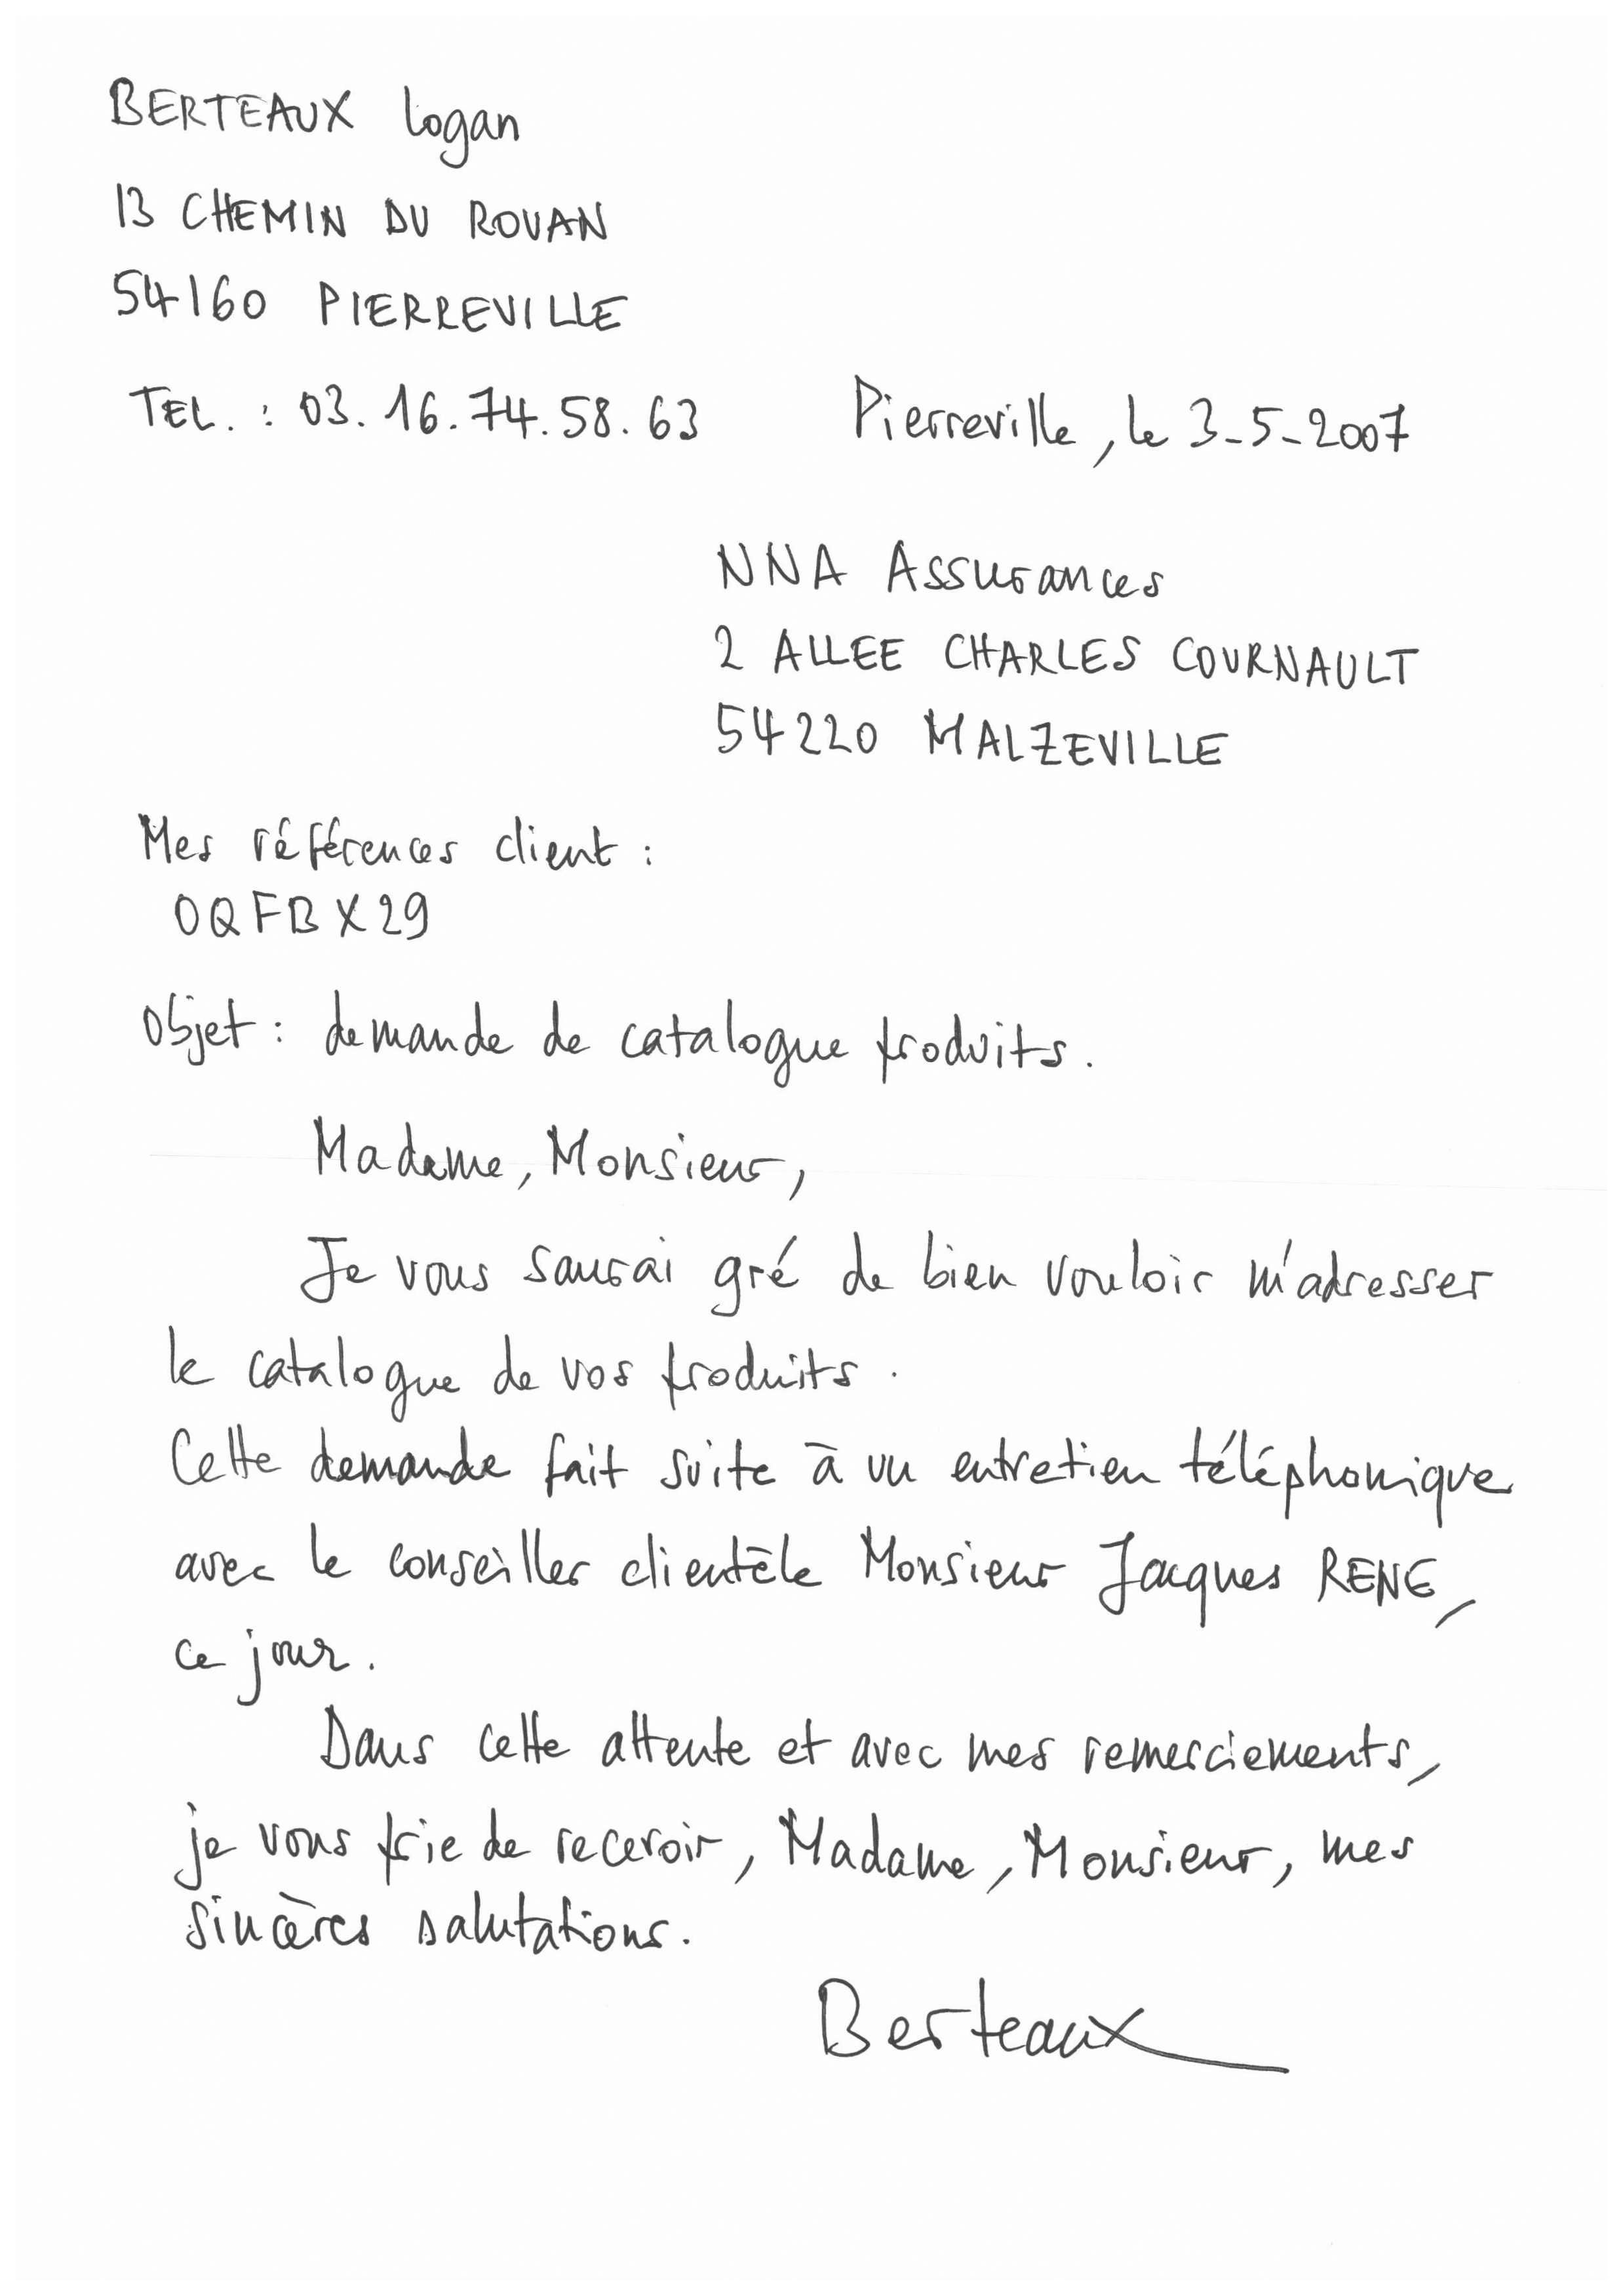 BERTEAUX Logan
13 CHEMIN DU ROUAN
54160 PIERREVILLE
TEL. : 03.16.74.58.63
Pierreville, le 3-5-2007
NNA Assurances
2 ALLEE CHARLES COURNAULT
54220 MALZEVILLE
Mes références client :
OQFBX29
Objet : demande de catalogue produits.
Madame, Monsieur,
Je vous saurai gré de bien vouloir m'adresser
le catalogue de vos produits.
Cette demande fait suite à un entretien téléphonique
avec le conseiller clientèle Monsieur Jacques RENE,
ce jour.
Dans cette attente et avec mes remerciements,
je vous prie de recevoir, Madame, Monsieur, mes
sincères salutations.
Berteaux